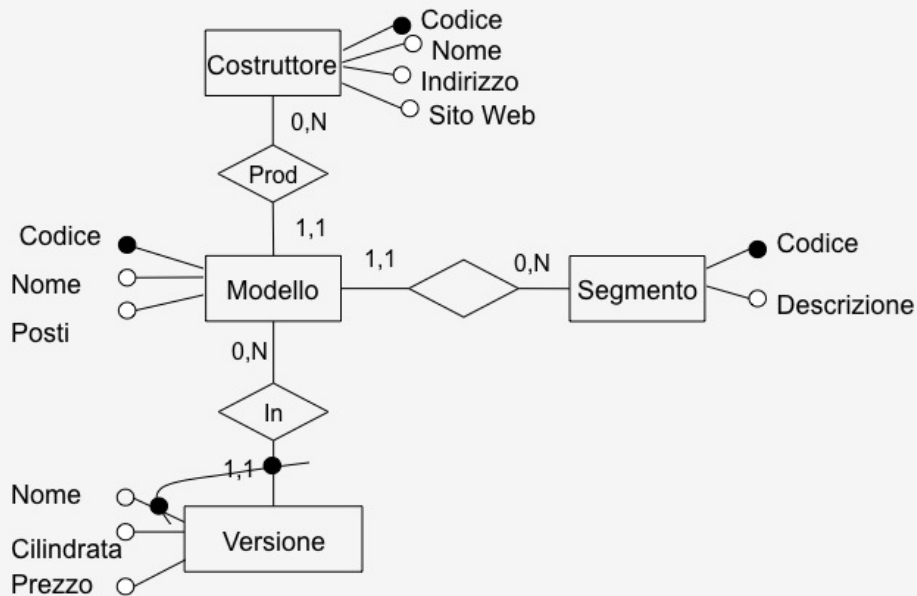 Costruttore
Codice
Nome
Indirizzo
Sito Web
0,N
Prod
1,1
Codice
Nome
Posti
Modello
1,1
0,N
Segmento
Codice
Descrizione
0,N
In
1,1
Nome
Cilindrata
Prezzo
Versione